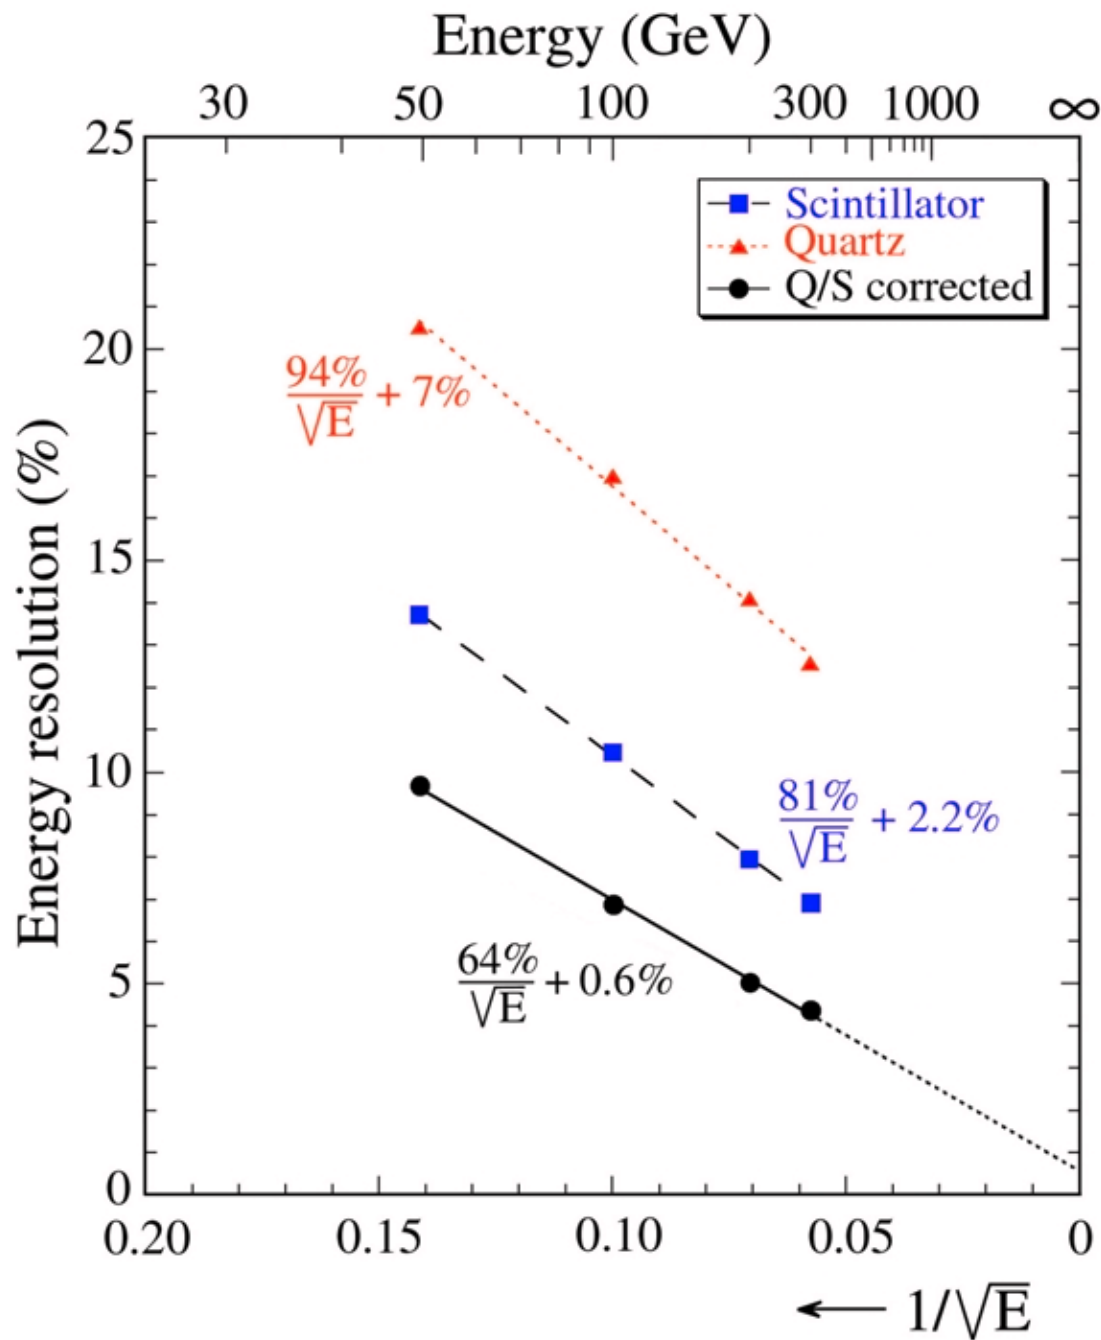 Energy (GeV)
30 50 100 300 1000 ∞
25
Scintillator
Quartz
Q/S corrected
20
94%/√E + 7%
15
10
81%/√E + 2.2%
64%/√E + 0.6%
5
0
Energy resolution (%)
0.20 0.15 0.10 0.05 0
← 1/√E